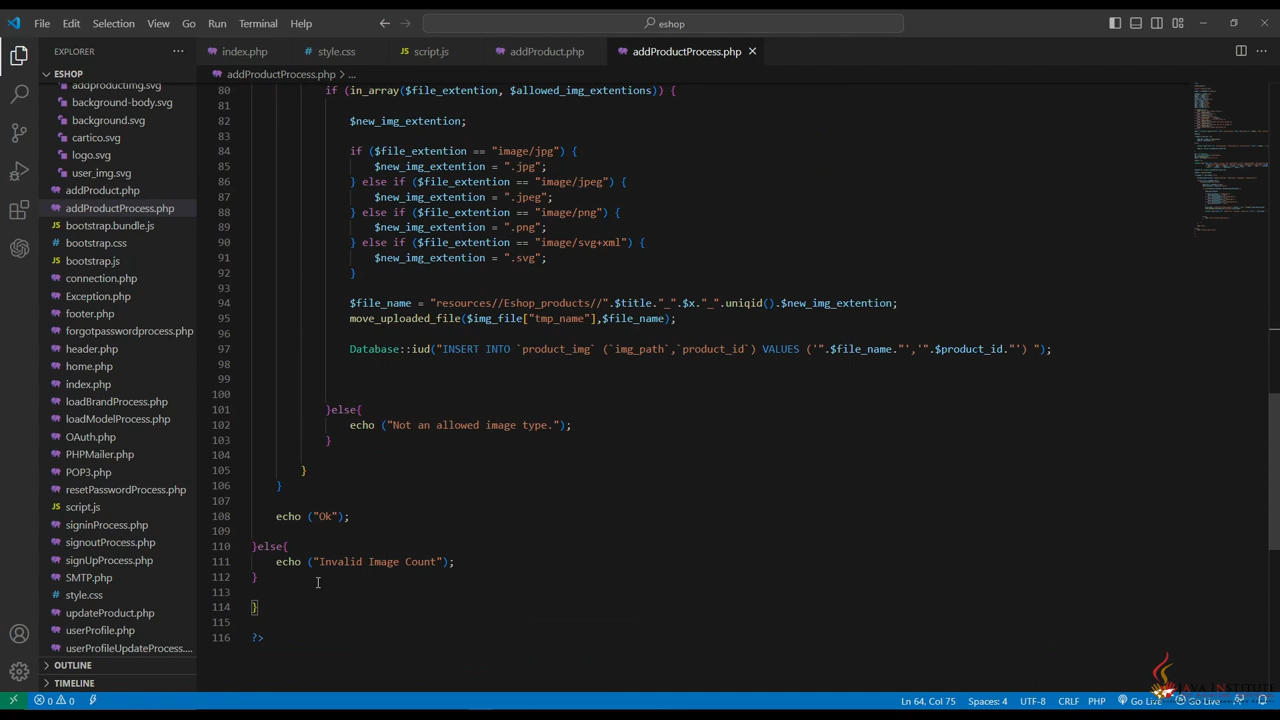 File Edit Selection View Go Run Terminal Help eshop
EXPLORER index.php style.css script.js addProduct.php addProductProcess.php
ESHOP addProductProcess.php > ...
addproductimg.svg
background-body.svg
background.svg
cartico.svg
logo.svg
user_img.svg
addProduct.php
addProductProcess.php
bootstrap.bundle.js
bootstrap.css
bootstrap.js
connection.php
Exception.php
footer.php
forgotpasswordprocess.php
header.php
home.php
index.php
loadBrandProcess.php
loadModelProcess.php
OAuth.php
PHPMailer.php
POP3.php
resetPasswordProcess.php
script.js
signinProcess.php
signoutProcess.php
signUpProcess.php
SMTP.php
style.css
updateProduct.php
userProfile.php
userProfileUpdateProcess....
OUTLINE
TIMELINE
80 if (in_array($file_extention, $allowed_img_extentions)) {
81
82 $new_img_extention;
83
84 if ($file_extention == "image/jpg") {
85 $new_img_extention = ".jpg";
86 } else if ($file_extention == "image/jpeg") {
87 $new_img_extention = ".jpeg";
88 } else if ($file_extention == "image/png") {
89 $new_img_extention = ".png";
90 } else if ($file_extention == "image/svg+xml") {
91 $new_img_extention = ".svg";
92 }
93
94 $file_name = "resources//Eshop_products//".$title."_".$x."_".uniqid().$new_img_extention;
95 move_uploaded_file($img_file["tmp_name"],$file_name);
96
97 Database::iud("INSERT INTO `product_img` (`img_path`,`product_id`) VALUES ('".$file_name."','".$product_id."') ");
98
99
100
101 }else{
102 echo ("Not an allowed image type.");
103 }
104
105 }
106 }
107
108 echo ("Ok");
109
110 }else{
111 echo ("Invalid Image Count");
112 }
113
114 }
115
116 ?>
0 0 Ln 64, Col 75 Spaces: 4 UTF-8 CRLF PHP Go Live Go Live
JAVA INSTITUTE